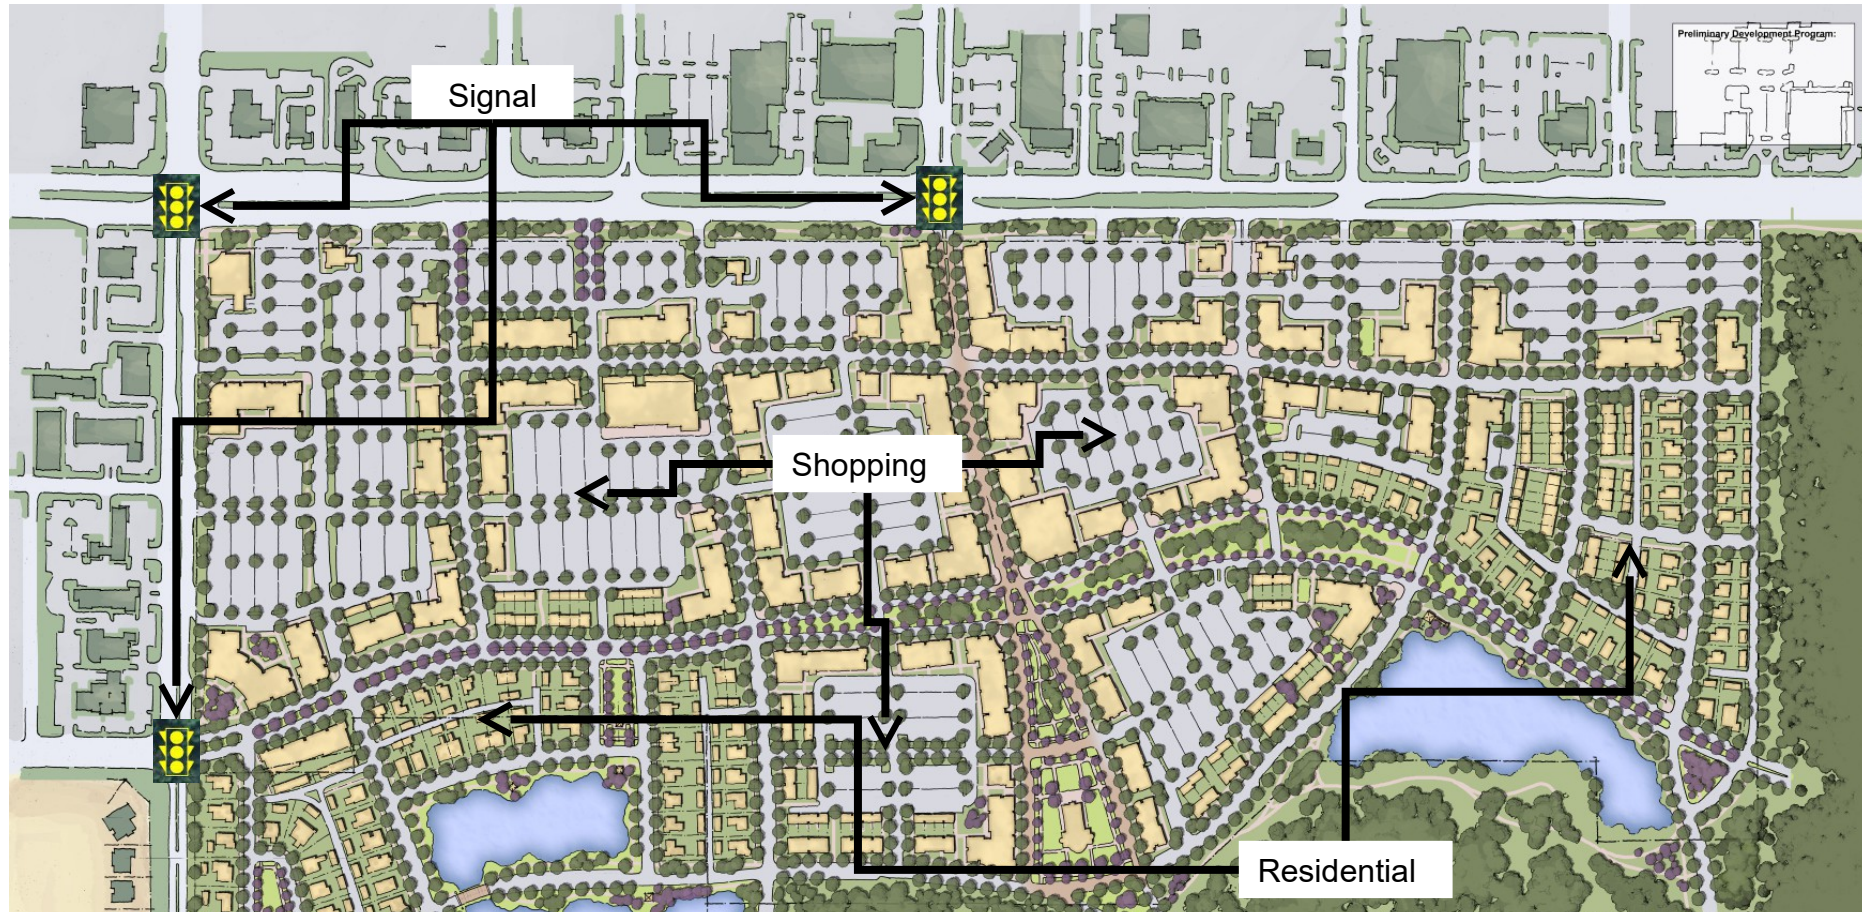 Preliminary Development Program:
Signal
Shopping
Residential